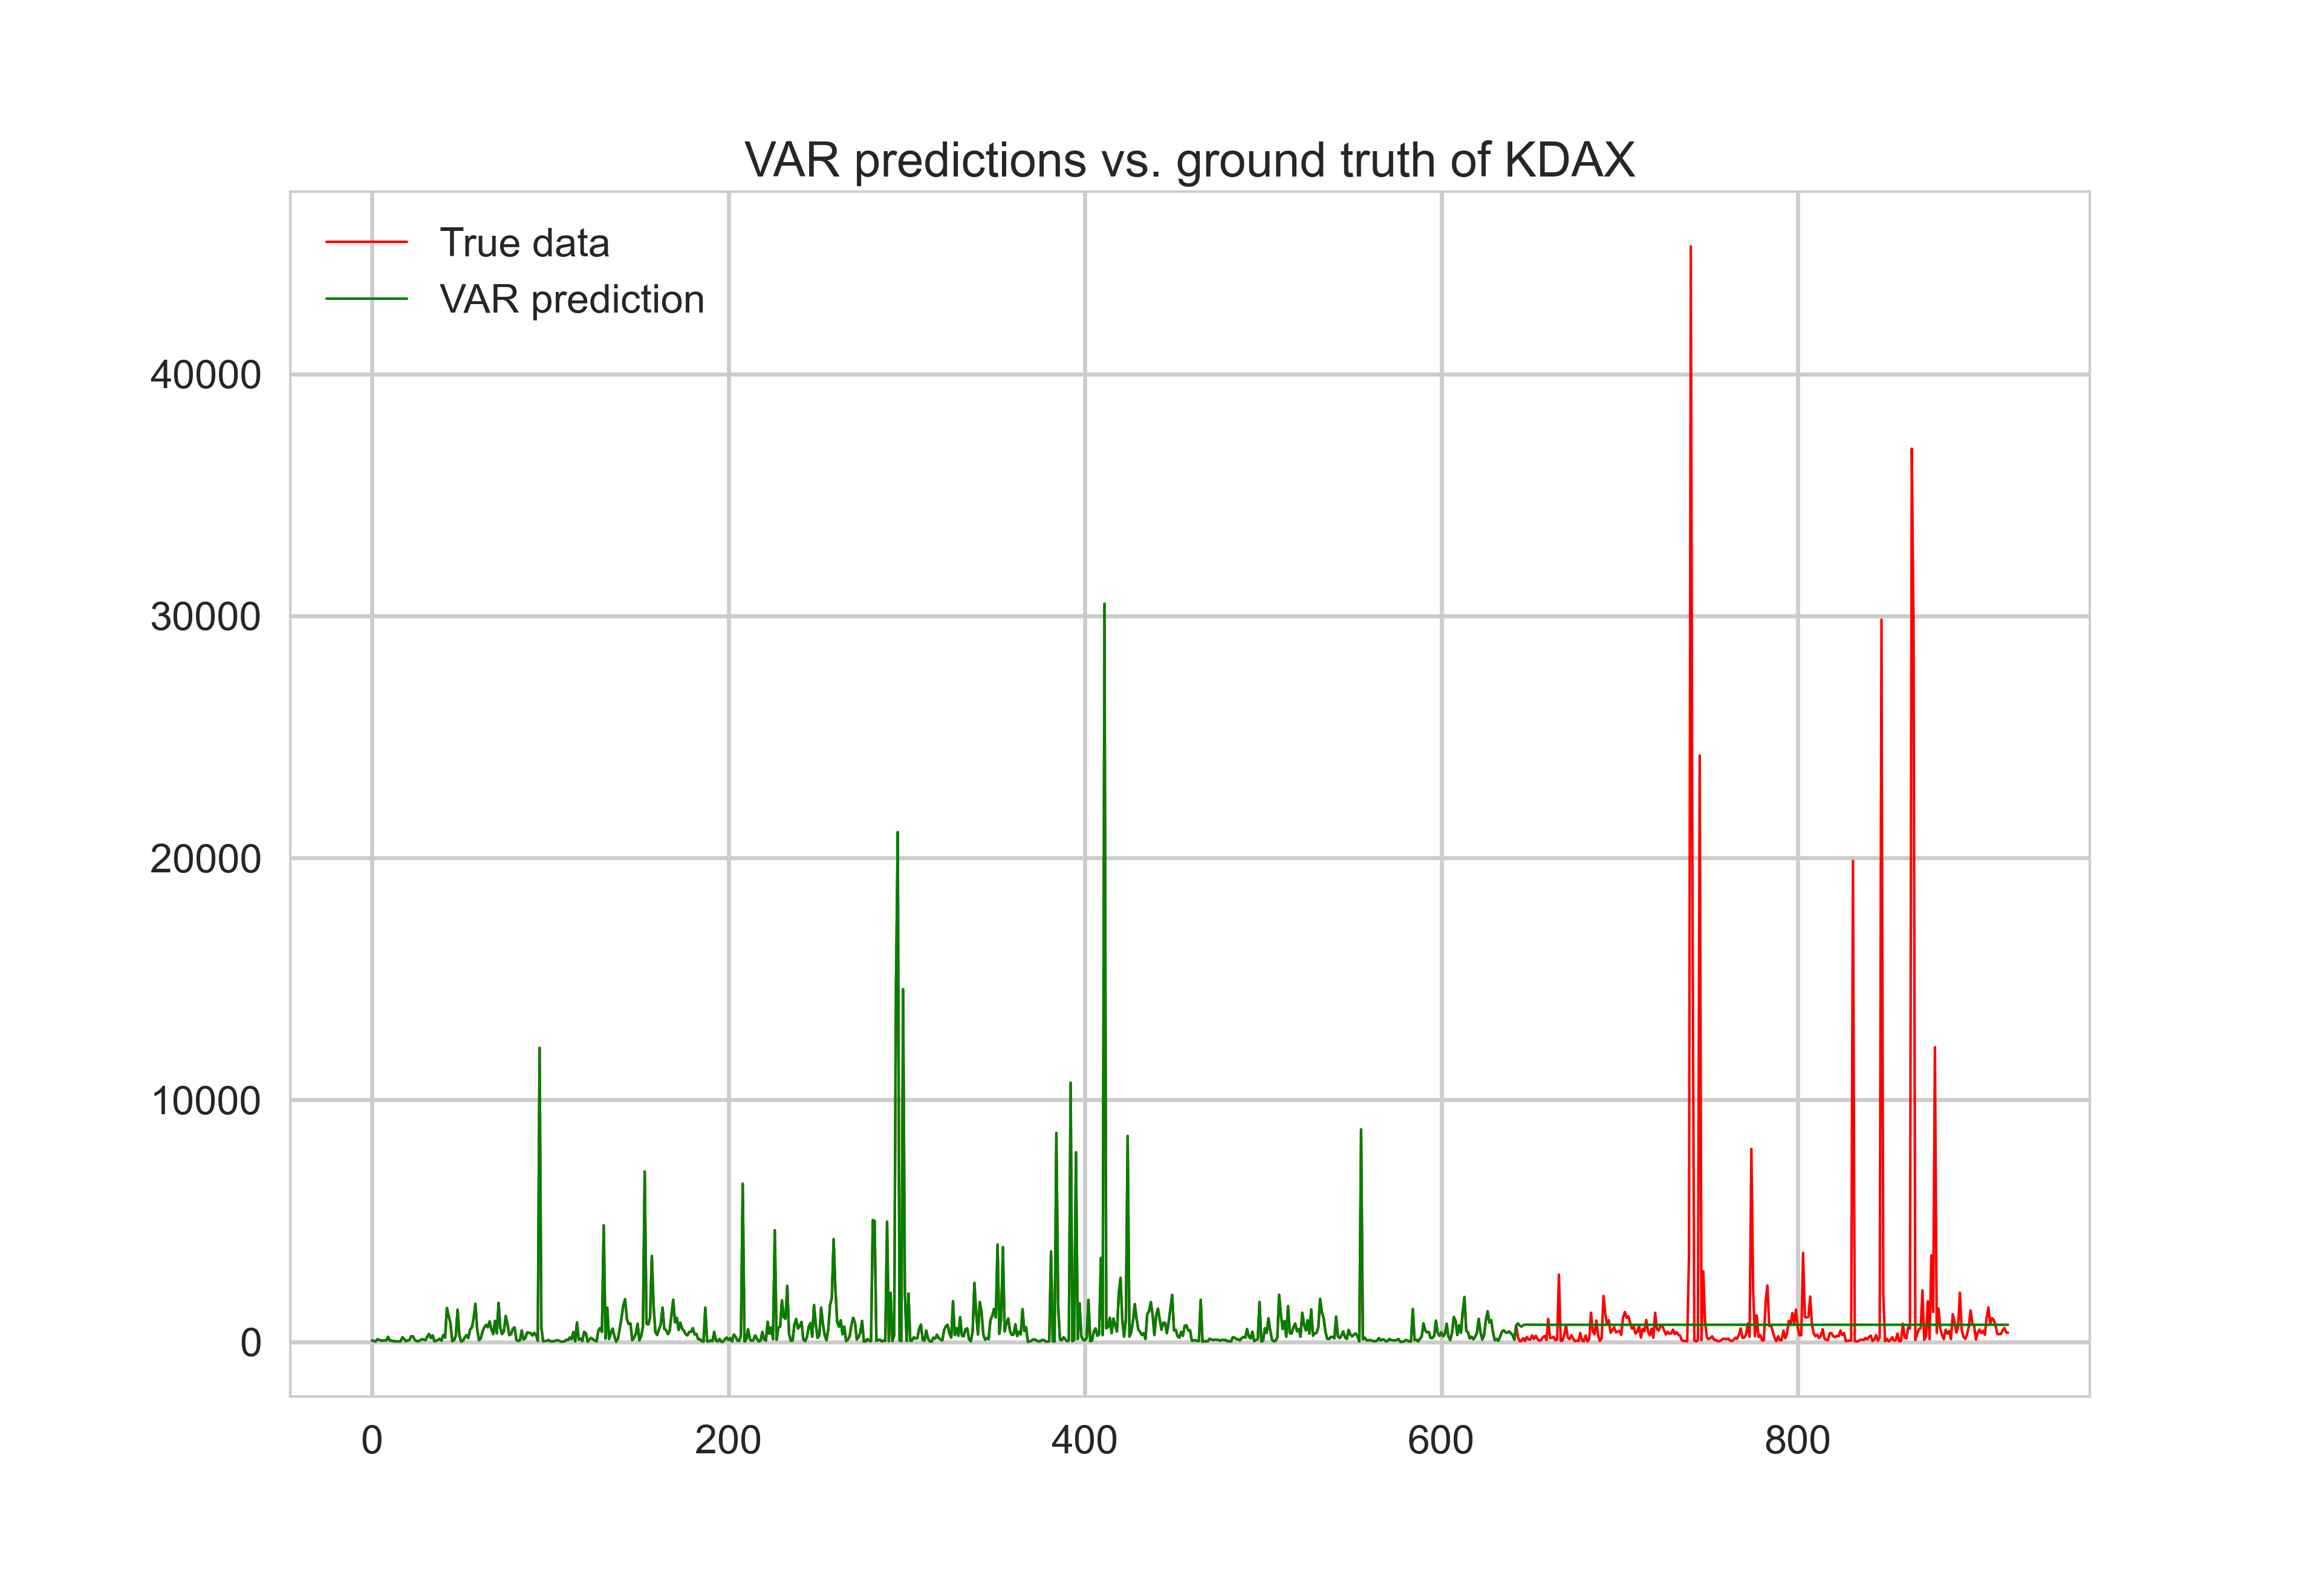 VAR predictions vs. ground truth of KDAX
True data
VAR prediction
40000
30000
20000
10000
0
0 200 400 600 800